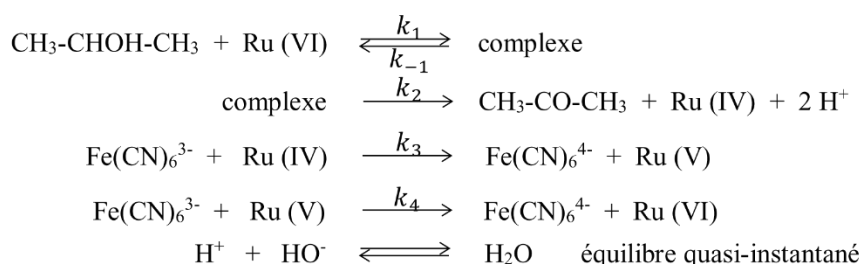 CH₃-CHOH-CH₃ + Ru (VI) ⇌ complexe k₁ k₋₁
complexe → CH₃-CO-CH₃ + Ru (IV) + 2 H⁺ k₂
Fe(CN)₆³⁻ + Ru (IV) → Fe(CN)₆⁴⁻ + Ru (V) k₃
Fe(CN)₆³⁻ + Ru (V) → Fe(CN)₆⁴⁻ + Ru (VI) k₄
H⁺ + HO⁻ ⇌ H₂O équilibre quasi-instantané